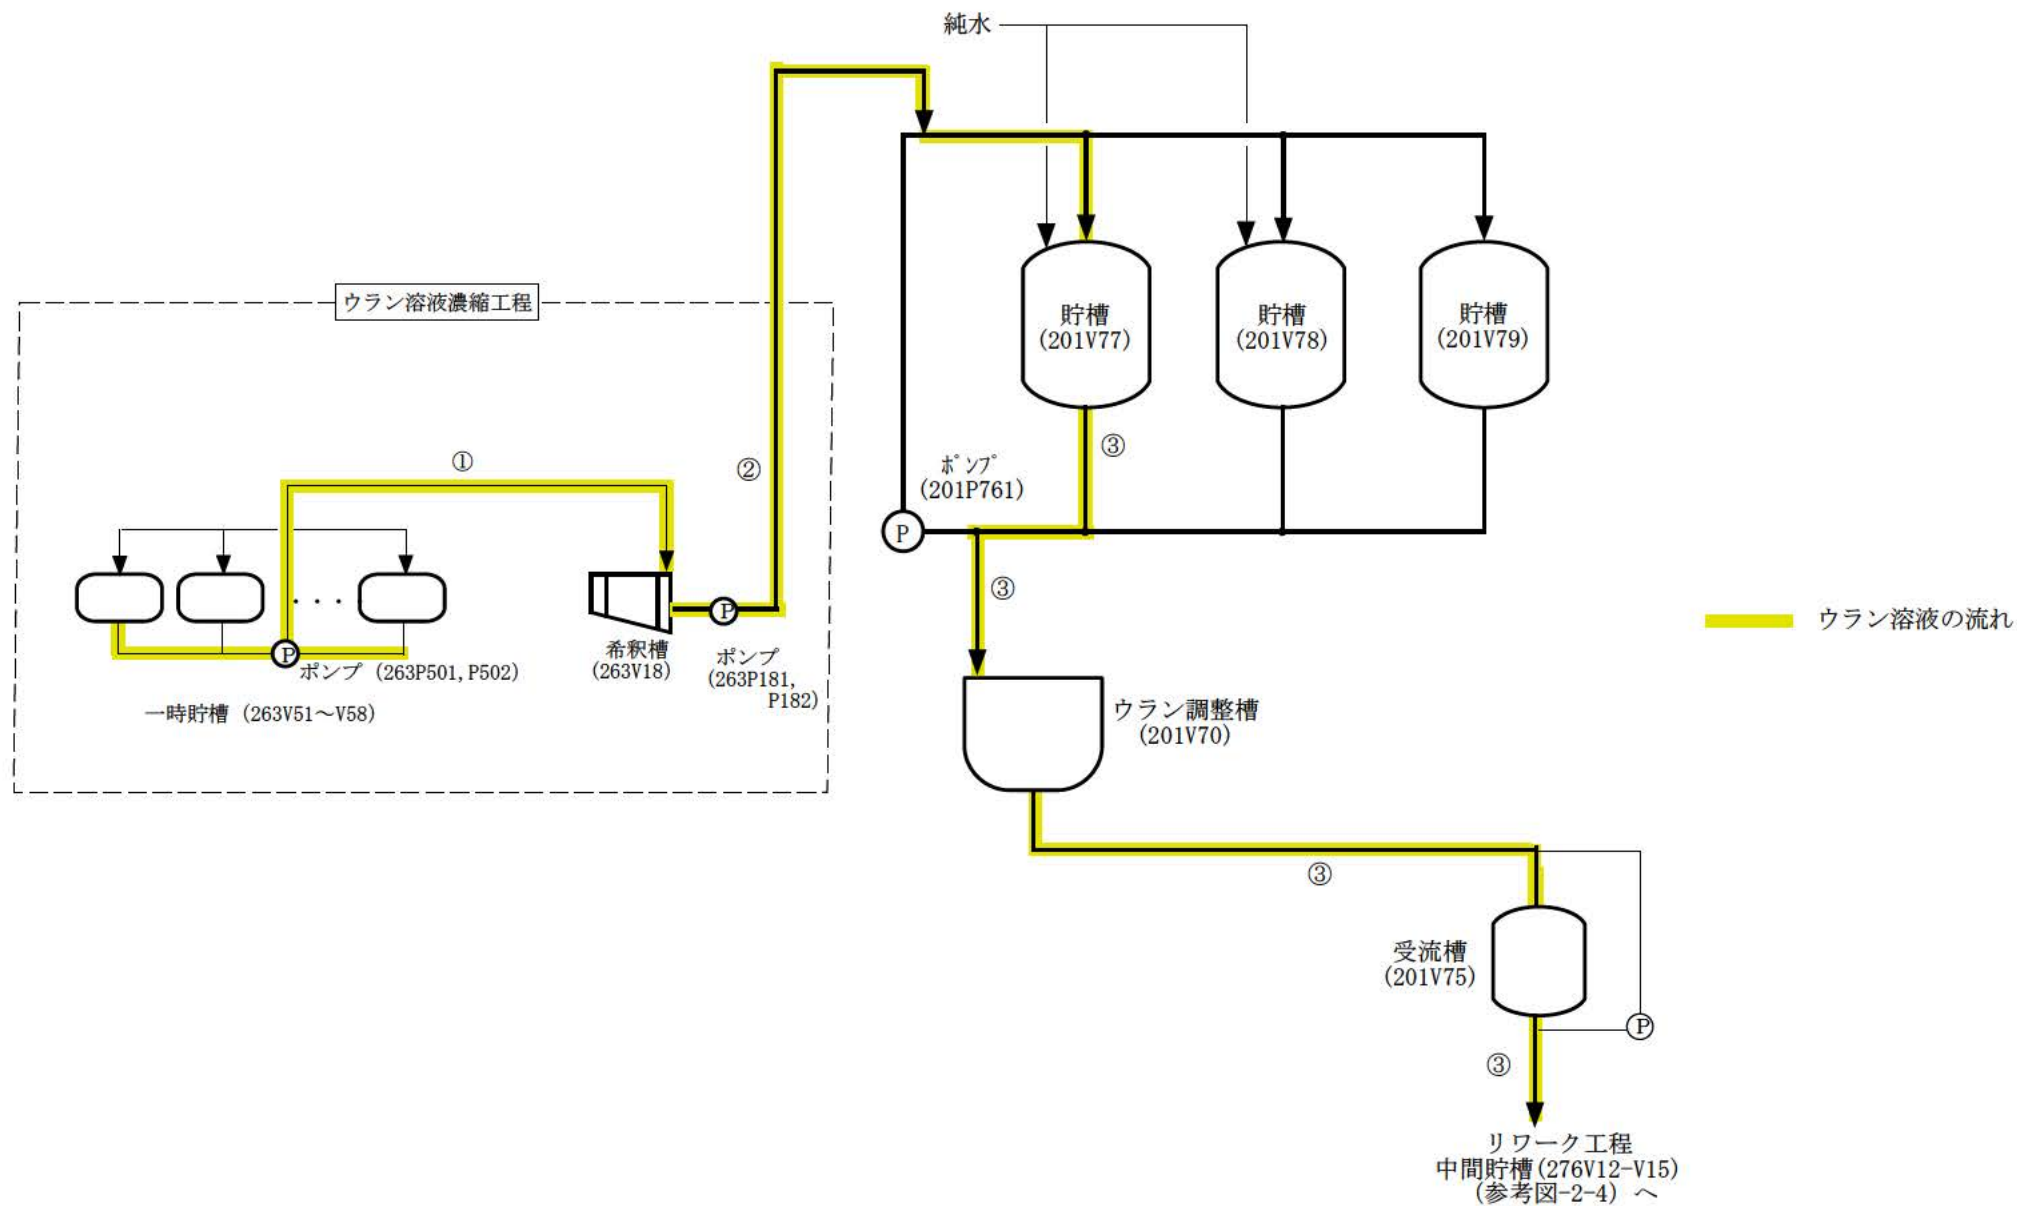 純水
ウラン溶液濃縮工程
貯槽
(201V77)
貯槽
(201V78)
貯槽
(201V79)
①
②
③
ポンプ
(201P761)
P
③
P
ポンプ (263P501, P502)
一時貯槽 (263V51～V58)
希釈槽
(263V18)
P
ポンプ
(263P181,
P182)
ウラン溶液の流れ
ウラン調整槽
(201V70)
③
受流槽
(201V75)
P
③
リワーク工程
中間貯槽(276V12-V15)
(参考図-2-4) へ